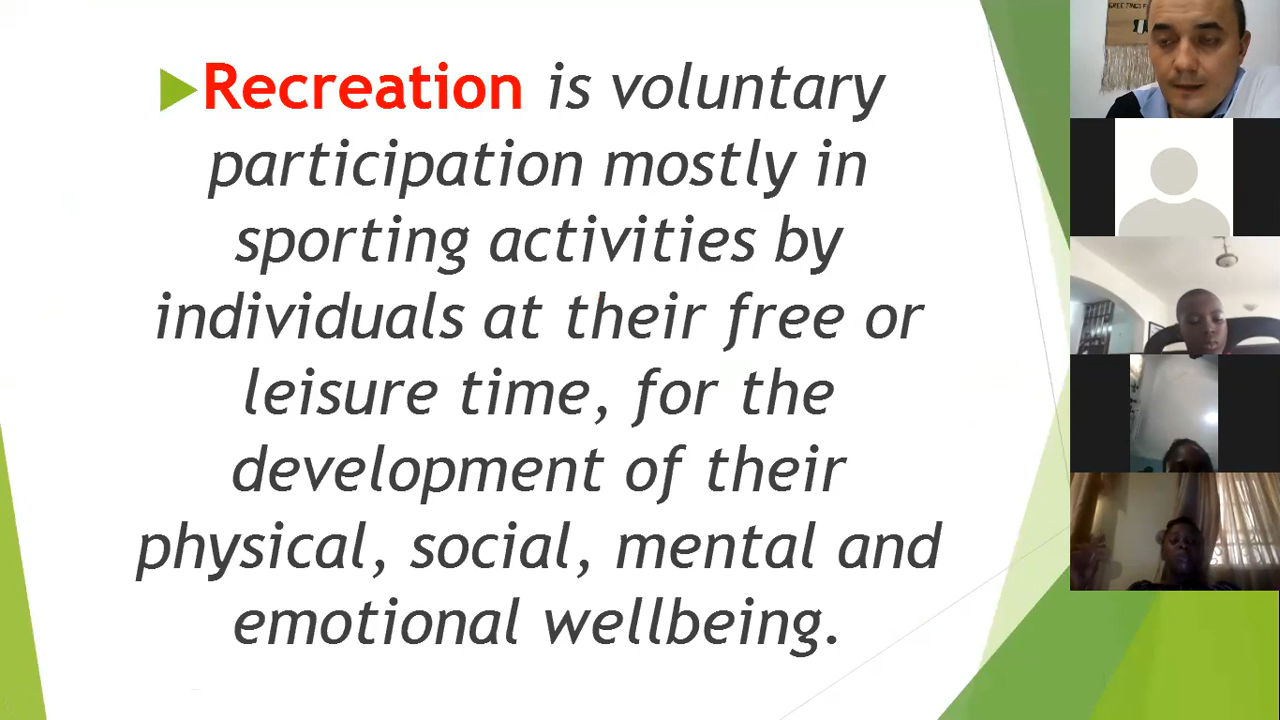 Recreation is voluntary
participation mostly in
sporting activities by
individuals at their free or
leisure time, for the
development of their
physical, social, mental and
emotional wellbeing.